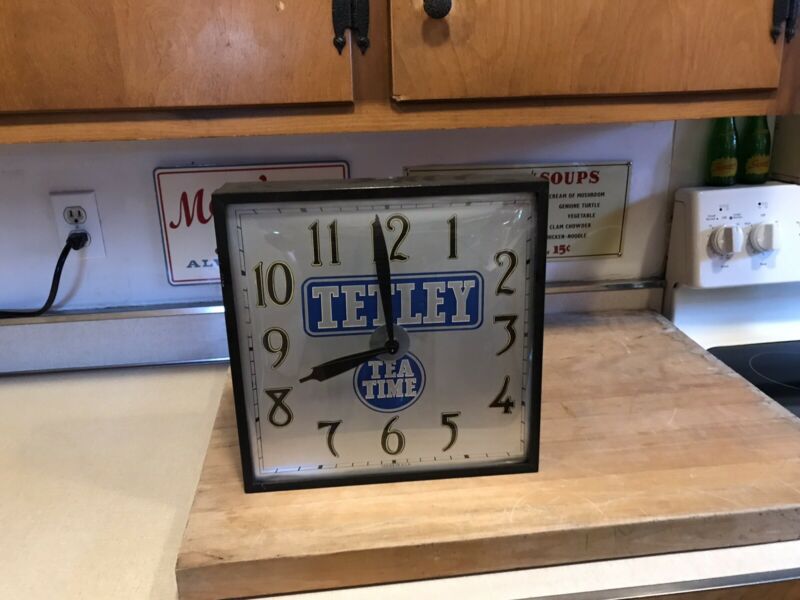 SOUPS
CREAM OF MUSHROOM
GENUINE TURTLE
VEGETABLE
CLAM CHOWDER
CHICKEN-NOODLE
15¢
11 12 1
10 2
TETLEY
9 3
TEA
TIME
8 4
7 6 5